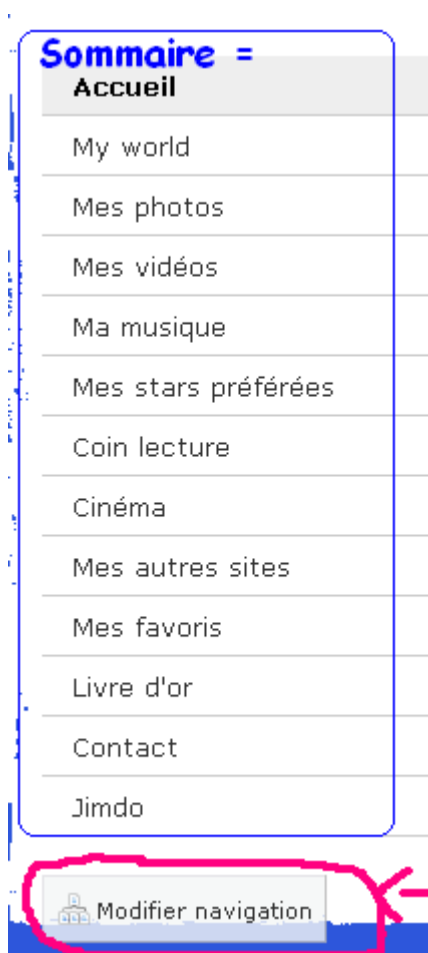 Sommaire =
Accueil
My world
Mes photos
Mes vidéos
Ma musique
Mes stars préférées
Coin lecture
Cinéma
Mes autres sites
Mes favoris
Livre d'or
Contact
Jimdo
Modifier navigation